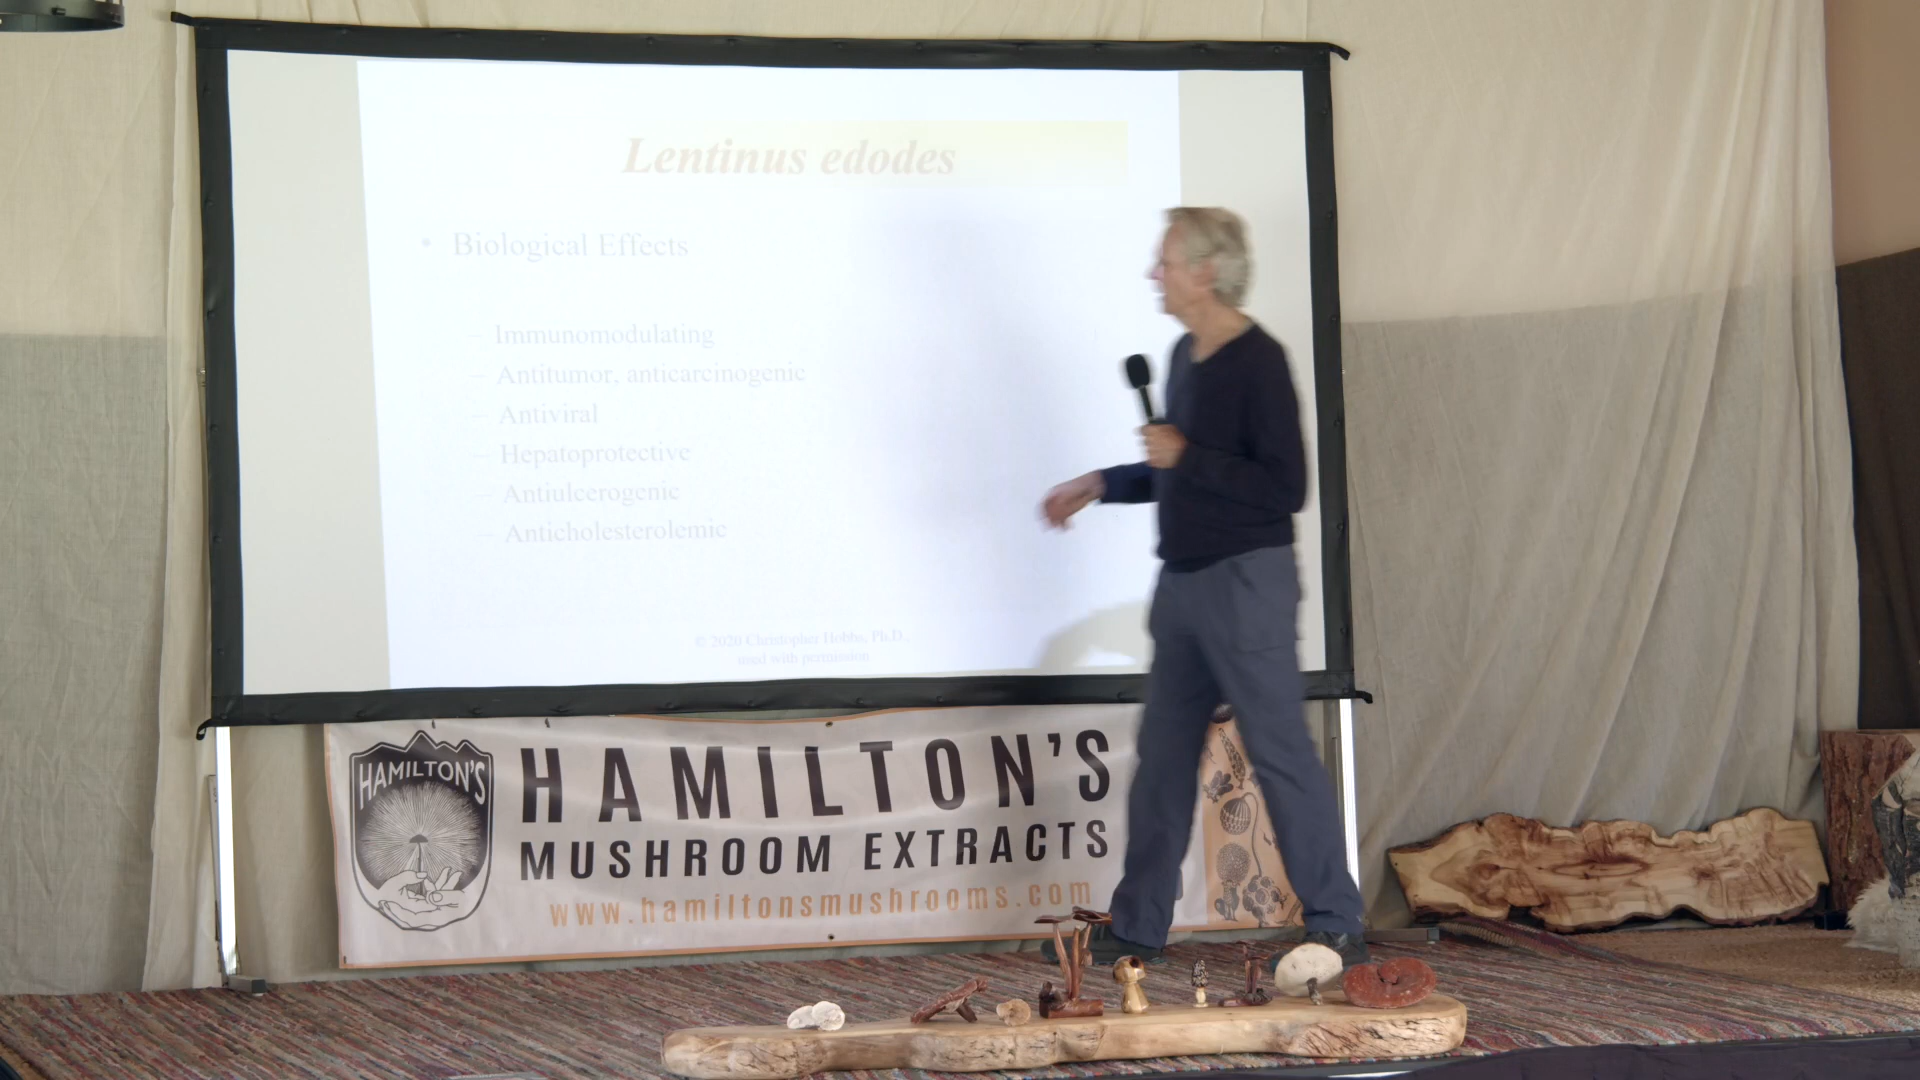 Lentinus edodes
• Biological Effects
– Immunomodulating
– Antitumor, anticarcinogenic
– Antiviral
– Hepatoprotective
– Antiulcerogenic
– Anticholesterolemic
© 2020 Christopher Hobbs, Ph.D.,
used with permission
HAMILTON'S
HAMILTON'S
MUSHROOM EXTRACTS
www.hamiltonsmushrooms.com